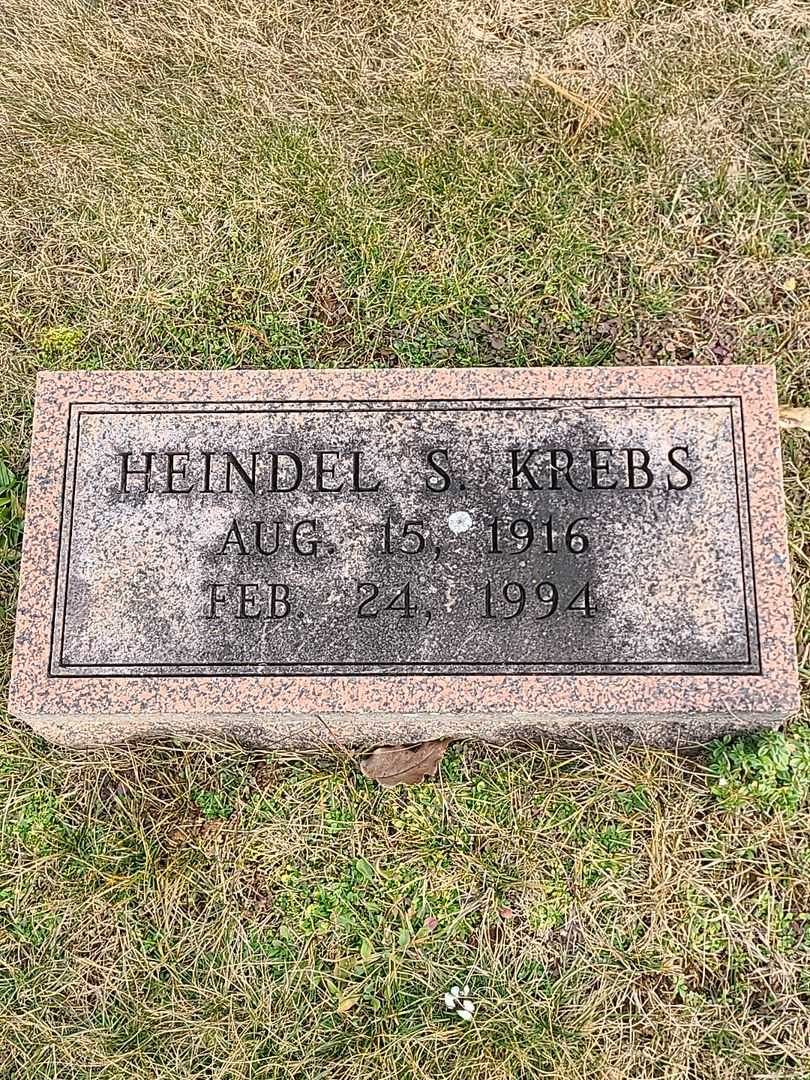 HEINDEL S. KREBS
AUG. 15, 1916
FEB. 24, 1994